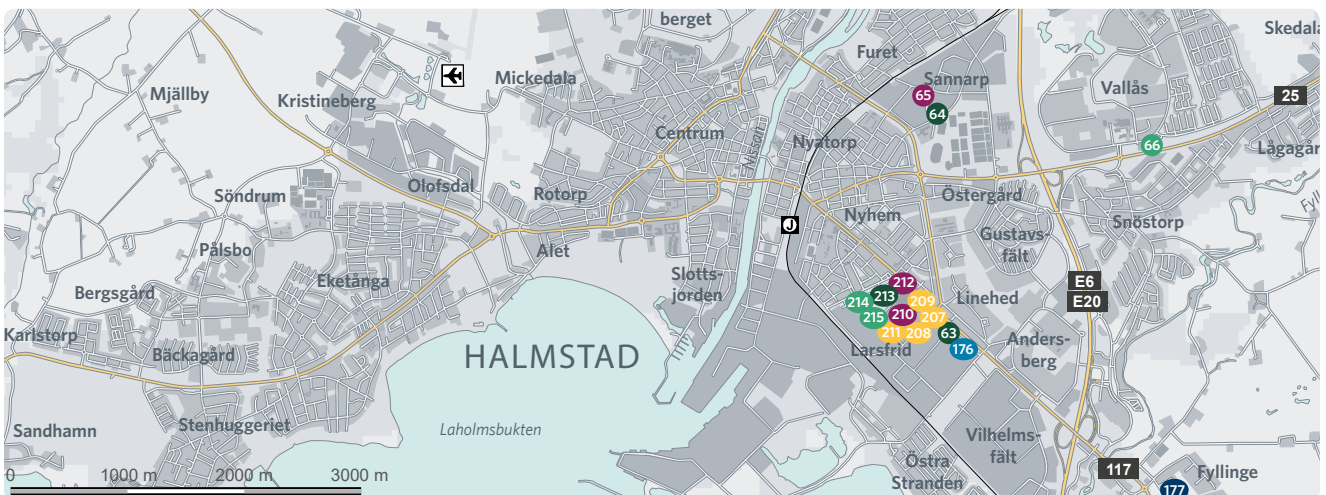 berget
Skedala
Furet
Sannarp
Mickedala
Vallås
Mjällby
65
25
Kristineberg
64
Centrum
Nissan
Nyatorp
66
Lågagär
Olofsdal
Söndrum
Rotorp
Östergård
Fyll
Nyhem
Snöstorp
J
Gustavs-
fält
Pålsbo
Alet
Slotts-
jorden
Eketånga
212
E6
Bergsgård
213
209
Linehed
E20
214
215
210
207
Karlstorp
211
208
63
Anders-
berg
Bäckagård
HALMSTAD
Larsfrid
176
Sandhamn
Stenhuggeriet
Laholmsbukten
Vilhelms-
fält
Östra
Stranden
117
Fyllinge
0
1000 m
2000 m
3000 m
177